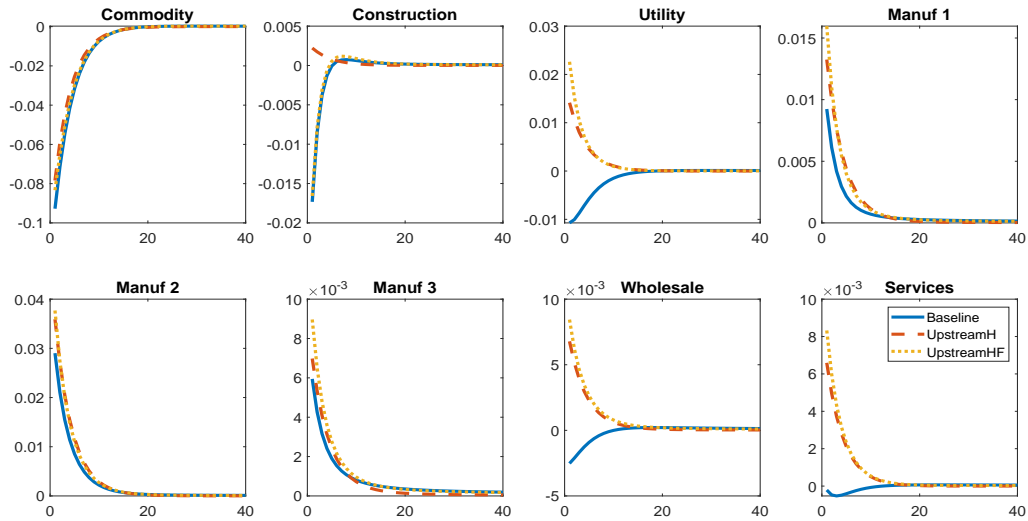 Commodity
0
-0.02
-0.04
-0.06
-0.08
-0.1
0 20 40
Construction
0.005
0
-0.005
-0.01
-0.015
-0.02
0 20 40
Utility
0.03
0.02
0.01
0
-0.01
0 20 40
Manuf 1
0.015
0.01
0.005
0
0 20 40
Manuf 2
0.04
0.03
0.02
0.01
0
0 20 40
Manuf 3
×10-3
10
8
6
4
2
0
0 20 40
Wholesale
×10-3
10
5
0
-5
0 20 40
Services
×10-3
10
8
6
4
2
0
0 20 40
Baseline
UpstreamH
UpstreamHF